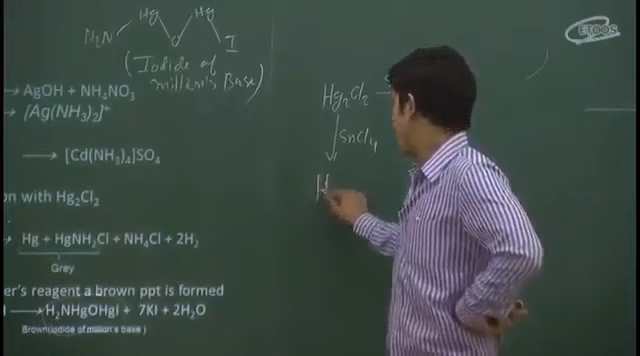 H₂N Hg O Hg I
(Iodide of
millon's Base)
ETOOS
Hg₂Cl₂
SnCl₄
H
AgOH + NH₄NO₃
[Ag(NH₃)₂]⁺
→ [Cd(NH₃)₄]SO₄
on with Hg₂Cl₂
Hg + HgNH₂Cl + NH₄Cl + 2H₂
Grey
er's reagent a brown ppt is formed
→ H₂NHgOHgI + 7KI + 2H₂O
Brown(iodide of million's base)